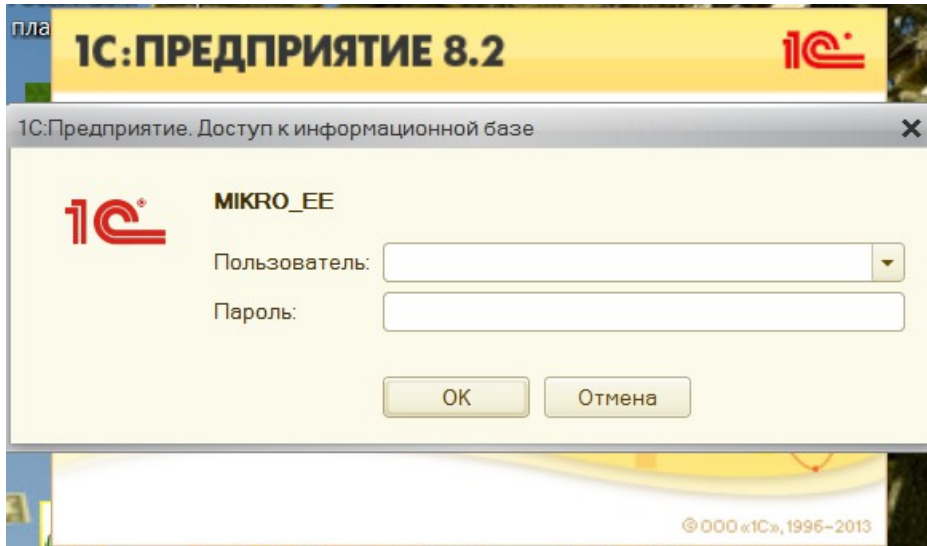 пла
1С:ПРЕДПРИЯТИЕ 8.2
1С
1С:Предприятие. Доступ к информационной базе
1С
MIKRO_EE
Пользователь:
Пароль:
OK
Отмена
© ООО «1С», 1996–2013